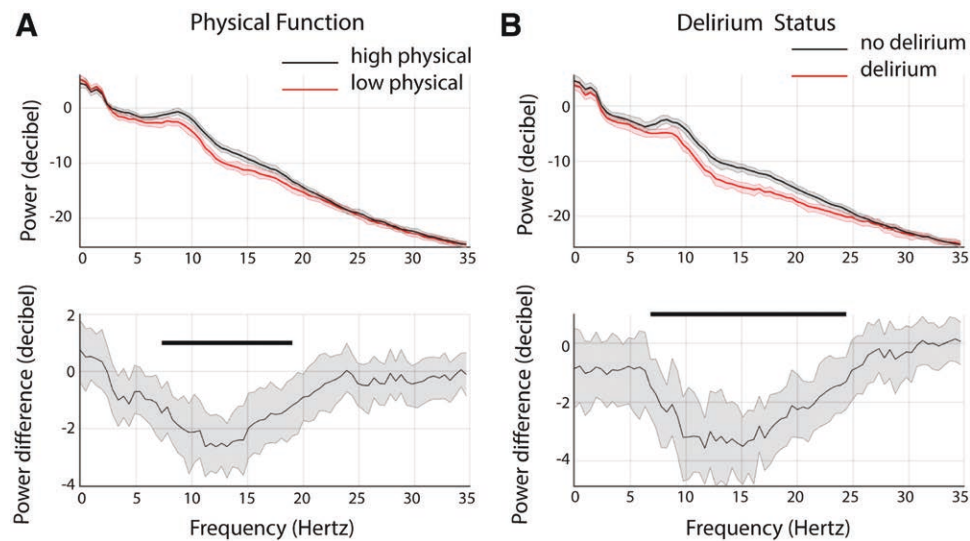 A
Physical Function
high physical
low physical
Power (decibel)
0
-10
-20
0 5 10 15 20 25 30 35
Power difference (decibel)
2
0
-2
-4
0 5 10 15 20 25 30 35
Frequency (Hertz)
B
Delirium Status
no delirium
delirium
Power (decibel)
0
-10
-20
0 5 10 15 20 25 30 35
Power difference (decibel)
0
-2
-4
0 5 10 15 20 25 30 35
Frequency (Hertz)